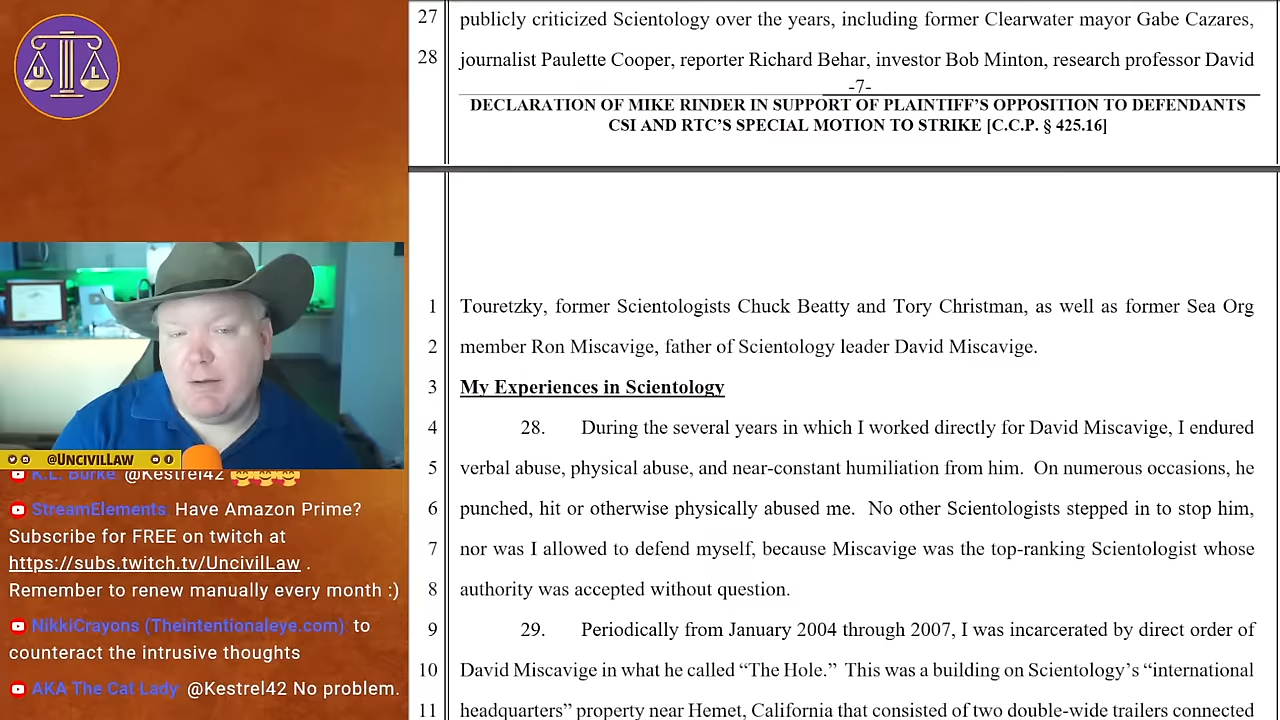 U L
@UNCIVILLAW
K.L. Burke @Kestrel42
StreamElements Have Amazon Prime?
Subscribe for FREE on twitch at
https://subs.twitch.tv/UncivilLaw .
Remember to renew manually every month :)
NikkiCrayons (Theintentionaleye.com) to
counteract the intrusive thoughts
AKA The Cat Lady @Kestrel42 No problem.
27 publicly criticized Scientology over the years, including former Clearwater mayor Gabe Cazares,
28 journalist Paulette Cooper, reporter Richard Behar, investor Bob Minton, research professor David
-7-
DECLARATION OF MIKE RINDER IN SUPPORT OF PLAINTIFF’S OPPOSITION TO DEFENDANTS
CSI AND RTC’S SPECIAL MOTION TO STRIKE [C.C.P. § 425.16]
1 Touretzky, former Scientologists Chuck Beatty and Tory Christman, as well as former Sea Org
2 member Ron Miscavige, father of Scientology leader David Miscavige.
3 My Experiences in Scientology
4 28. During the several years in which I worked directly for David Miscavige, I endured
5 verbal abuse, physical abuse, and near-constant humiliation from him. On numerous occasions, he
6 punched, hit or otherwise physically abused me. No other Scientologists stepped in to stop him,
7 nor was I allowed to defend myself, because Miscavige was the top-ranking Scientologist whose
8 authority was accepted without question.
9 29. Periodically from January 2004 through 2007, I was incarcerated by direct order of
10 David Miscavige in what he called “The Hole.” This was a building on Scientology’s “international
11 headquarters” property near Hemet, California that consisted of two double-wide trailers connected